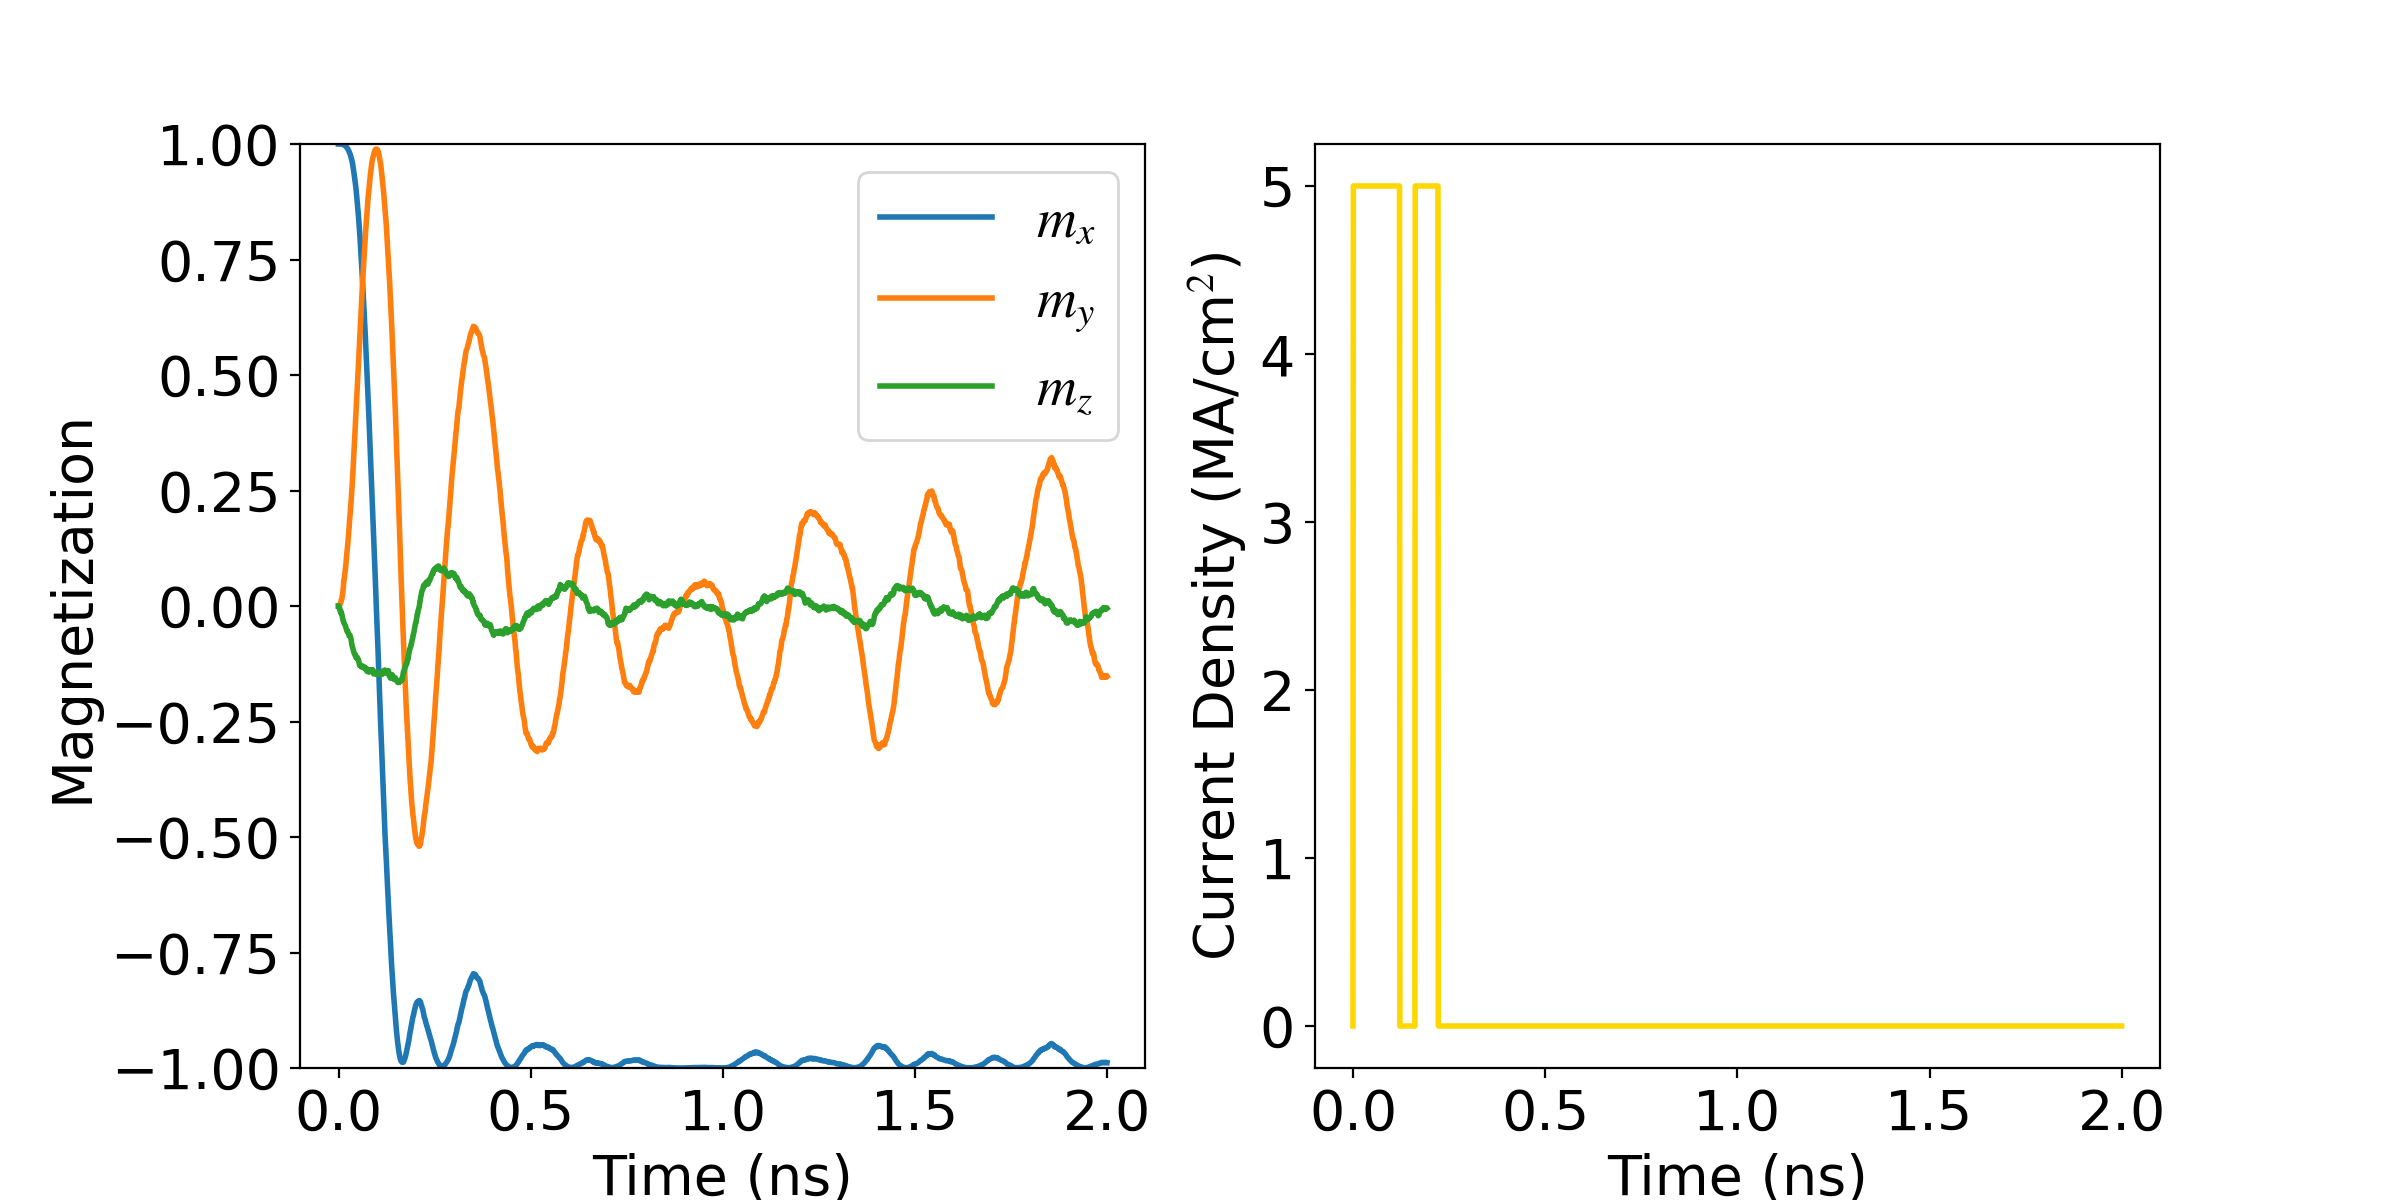 Magnetization
1.00
0.75
0.50
0.25
0.00
−0.25
−0.50
−0.75
−1.00
0.0 0.5 1.0 1.5 2.0
Time (ns)
m_x
m_y
m_z
Current Density (MA/cm²)
5
4
3
2
1
0
0.0 0.5 1.0 1.5 2.0
Time (ns)